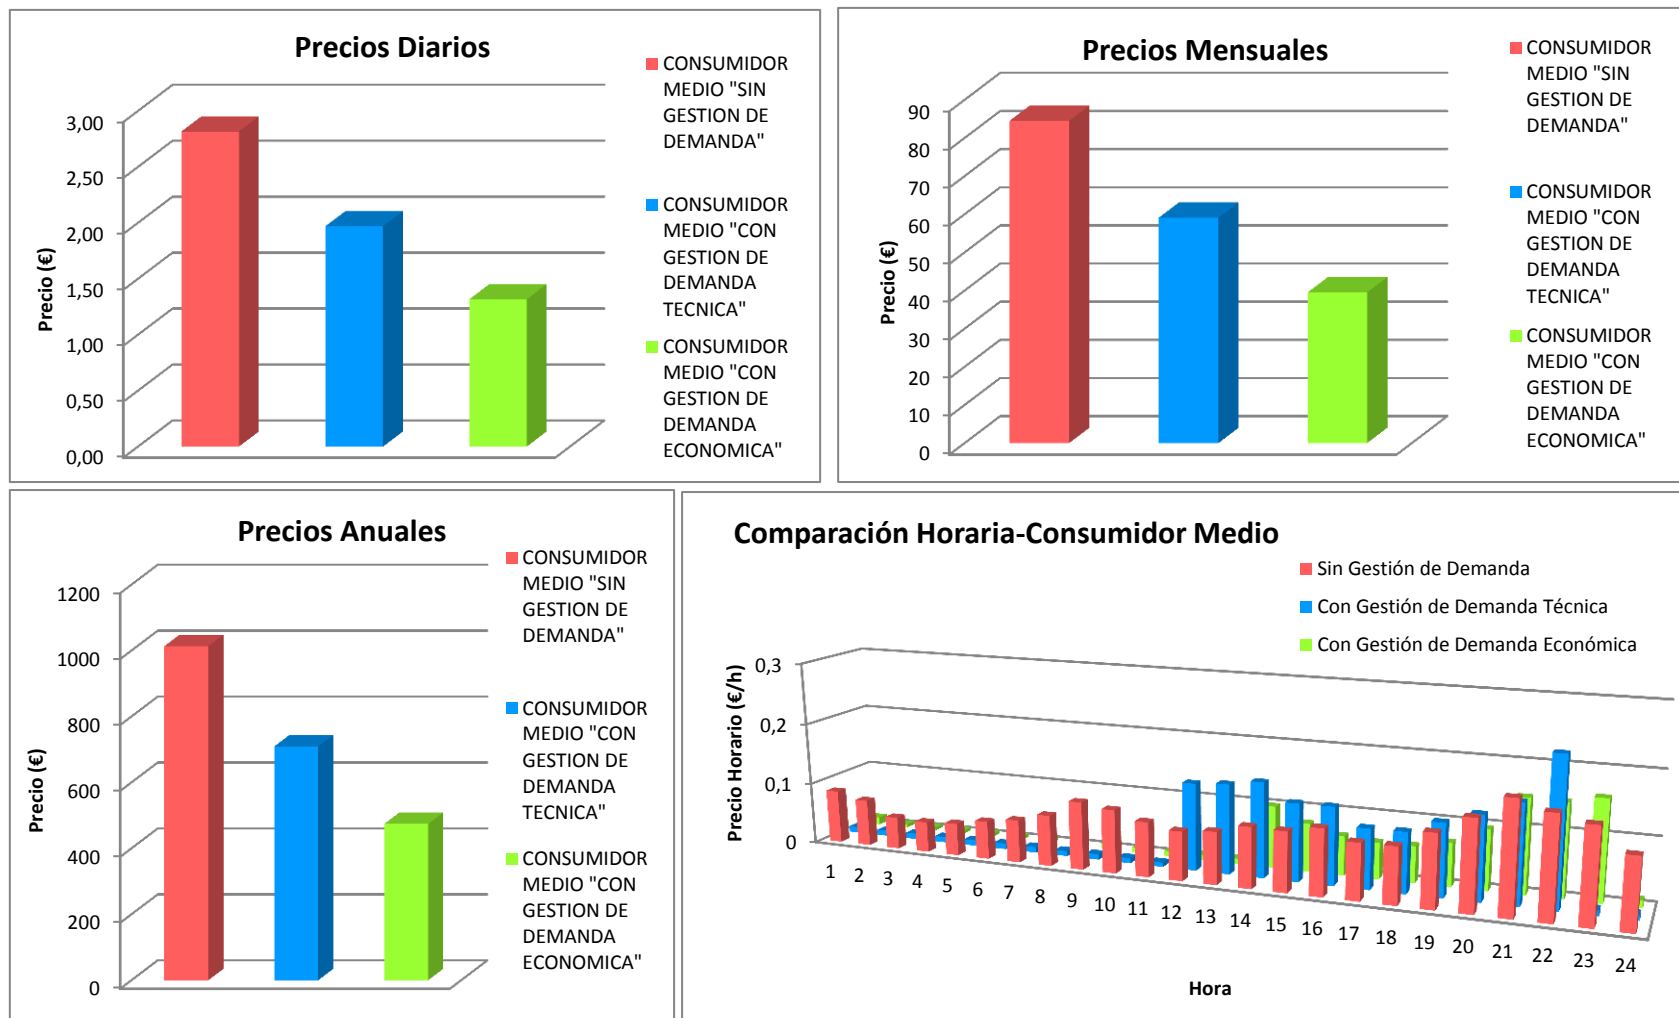 Precios Diarios
Precio (€)
3,00
2,50
2,00
1,50
1,00
0,50
0,00
CONSUMIDOR
MEDIO "SIN
GESTION DE
DEMANDA"
CONSUMIDOR
MEDIO "CON
GESTION DE
DEMANDA
TECNICA"
CONSUMIDOR
MEDIO "CON
GESTION DE
DEMANDA
ECONOMICA"
Precios Mensuales
Precio (€)
90
80
70
60
50
40
30
20
10
0
CONSUMIDOR
MEDIO "SIN
GESTION DE
DEMANDA"
CONSUMIDOR
MEDIO "CON
GESTION DE
DEMANDA
TECNICA"
CONSUMIDOR
MEDIO "CON
GESTION DE
DEMANDA
ECONOMICA"
Precios Anuales
Precio (€)
1200
1000
800
600
400
200
0
CONSUMIDOR
MEDIO "SIN
GESTION DE
DEMANDA"
CONSUMIDOR
MEDIO "CON
GESTION DE
DEMANDA
TECNICA"
CONSUMIDOR
MEDIO "CON
GESTION DE
DEMANDA
ECONOMICA"
Comparación Horaria-Consumidor Medio
Sin Gestión de Demanda
Con Gestión de Demanda Técnica
Con Gestión de Demanda Económica
Precio Horario (€/h)
0,3
0,2
0,1
0
1 2 3 4 5 6 7 8 9 10 11 12 13 14 15 16 17 18 19 20 21 22 23 24
Hora